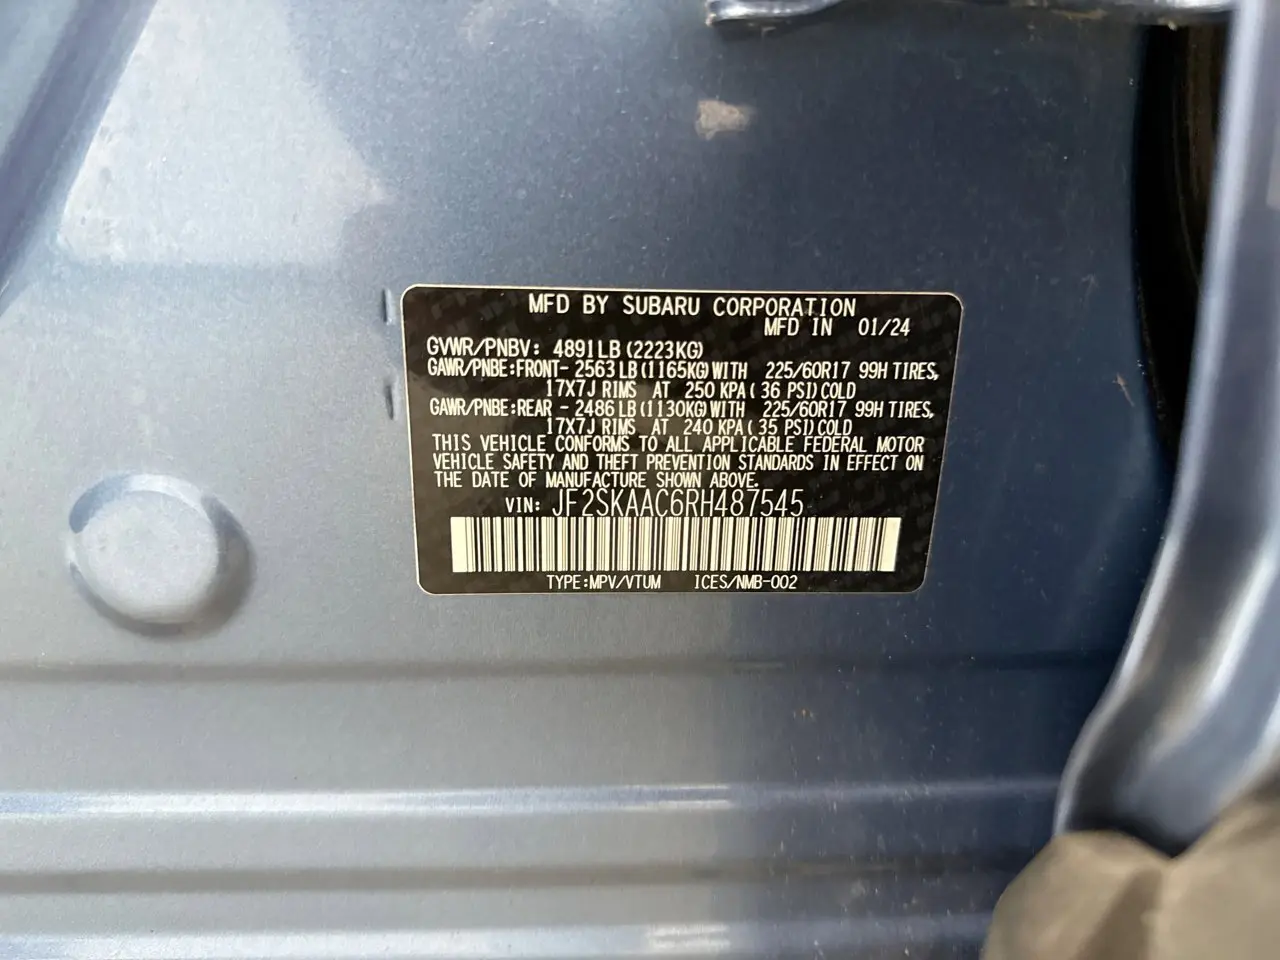 MFD BY SUBARU CORPORATION
MFD IN 01/24
GVWR/PNBV: 4891LB (2223KG)
GAWR/PNBE:FRONT- 2563LB (1165KG)WITH 225/60R17 99H TIRES,
17X7J RIMS AT 250 KPA( 36 PSI)COLD
GAWR/PNBE:REAR - 2486LB (1130KG)WITH 225/60R17 99H TIRES,
17X7J RIMS AT 240 KPA( 35 PSI)COLD
THIS VEHICLE CONFORMS TO ALL APPLICABLE FEDERAL MOTOR
VEHICLE SAFETY AND THEFT PREVENTION STANDARDS IN EFFECT ON
THE DATE OF MANUFACTURE SHOWN ABOVE.
VIN: JF2SKAAC6RH487545
TYPE:MPV/VTUM ICES/NMB-002